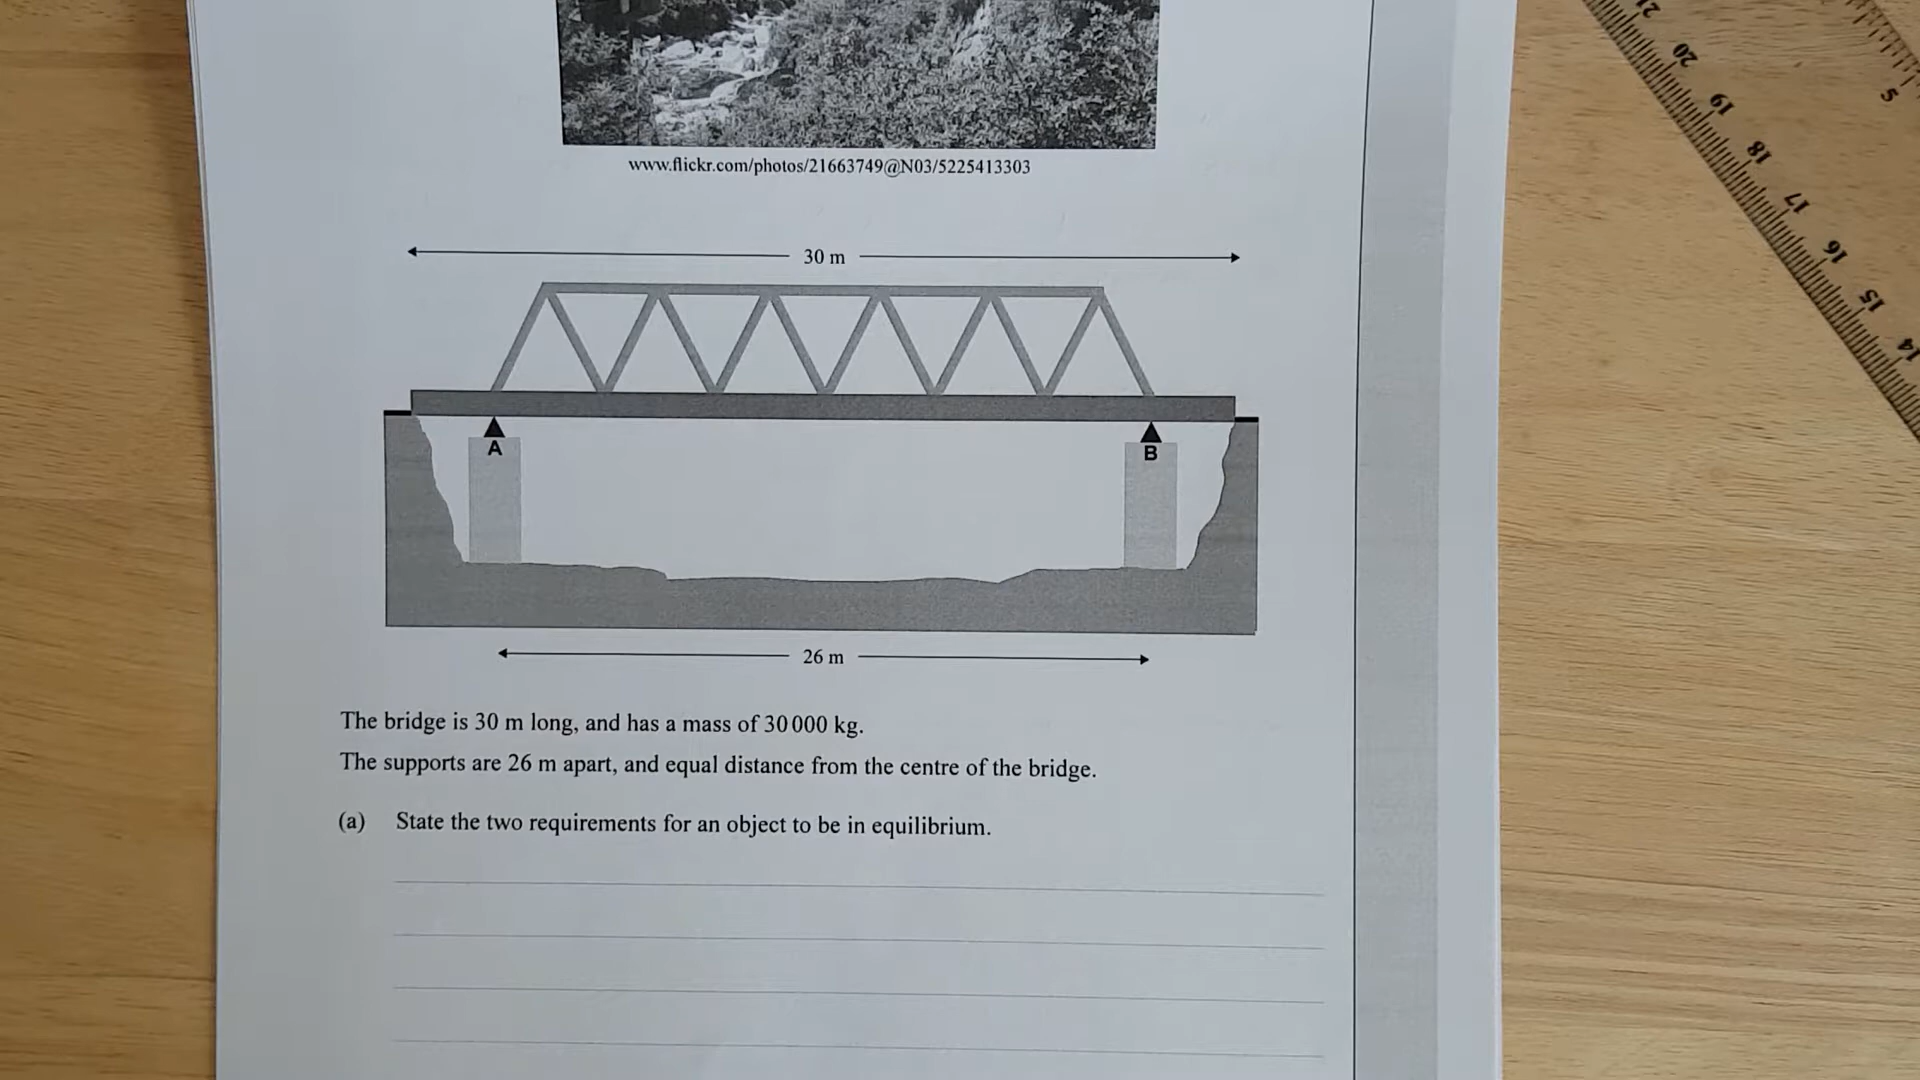 www.flickr.com/photos/21663749@N03/5225413303
30 m
A
B
26 m
The bridge is 30 m long, and has a mass of 30 000 kg.
The supports are 26 m apart, and equal distance from the centre of the bridge.
(a) State the two requirements for an object to be in equilibrium.
21
20
19
18
17
16
15
14
5